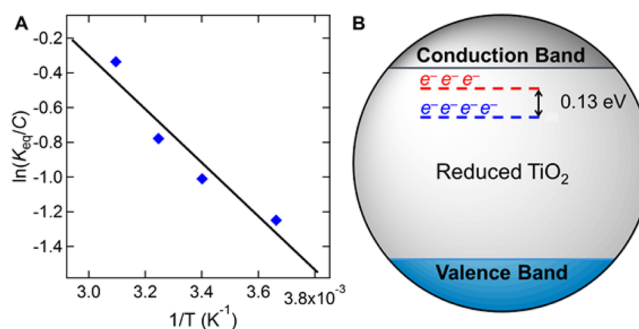 A
ln(K_eq/C)
-0.2
-0.4
-0.6
-0.8
-1.0
-1.2
-1.4
3.0
3.2
3.4
3.6
3.8x10⁻³
1/T (K⁻¹)
B
Conduction Band
e⁻ e⁻ e⁻
e⁻ e⁻ e⁻ e⁻
0.13 eV
Reduced TiO₂
Valence Band